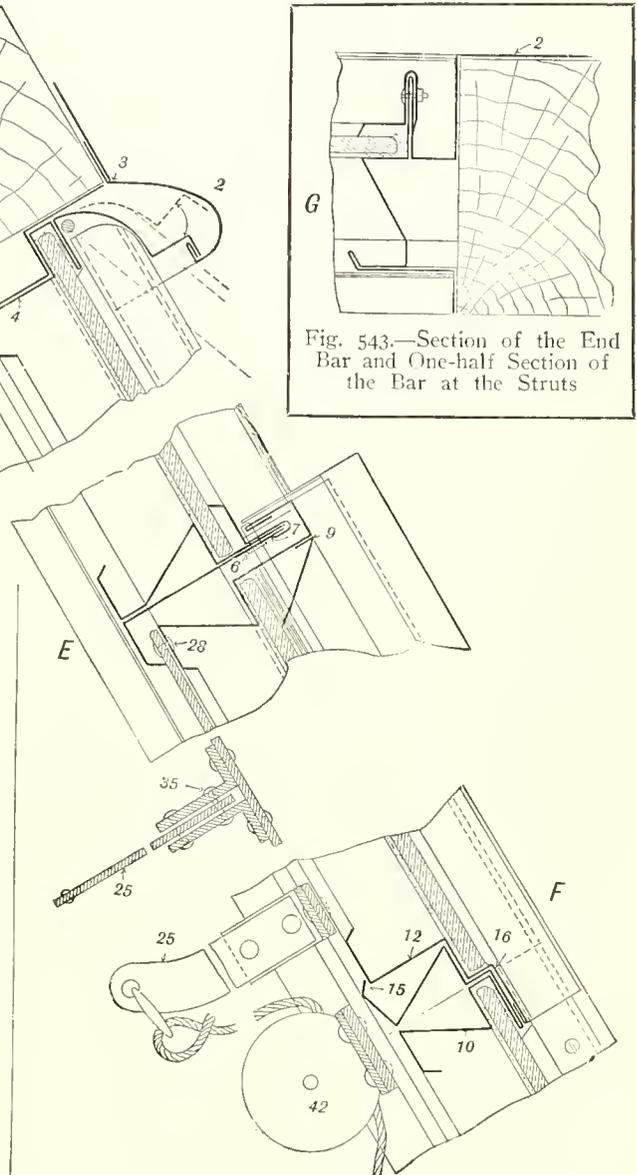 2
G
Fig. 543.—Section of the End
Bar and One-half Section of
the Bar at the Struts
3
2
4
7
9
6
28
E
35
25
F
25
12
16
15
10
42